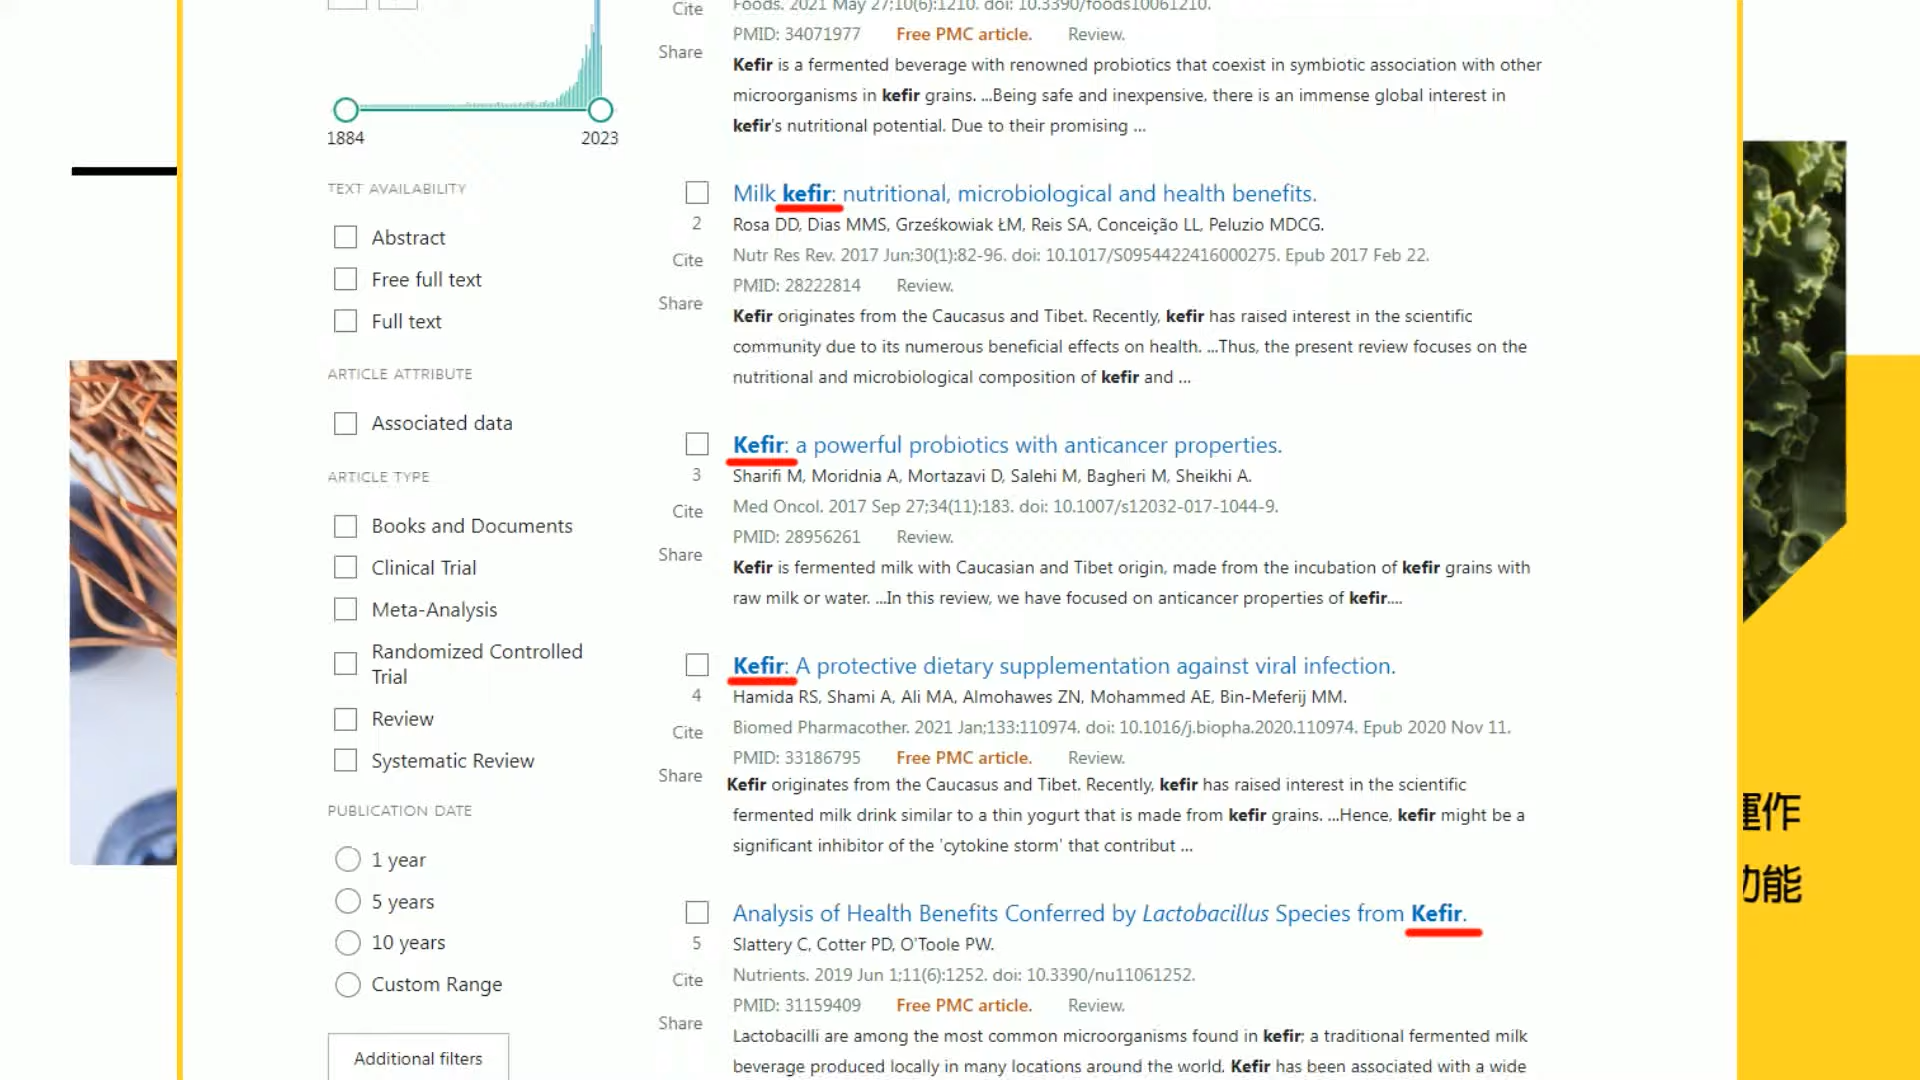 1884
2023
TEXT AVAILABILITY
Abstract
Free full text
Full text
ARTICLE ATTRIBUTE
Associated data
ARTICLE TYPE
Books and Documents
Clinical Trial
Meta-Analysis
Randomized Controlled
Trial
Review
Systematic Review
PUBLICATION DATE
1 year
5 years
10 years
Custom Range
Additional filters
Cite
Share
Foods. 2021 May 27;10(6):1210. doi: 10.3390/foods10061210.
PMID: 34071977 Free PMC article. Review.
Kefir is a fermented beverage with renowned probiotics that coexist in symbiotic association with other
microorganisms in kefir grains. ...Being safe and inexpensive, there is an immense global interest in
kefir's nutritional potential. Due to their promising ...
2
Cite
Share
Milk kefir: nutritional, microbiological and health benefits.
Rosa DD, Dias MMS, Grześkowiak ŁM, Reis SA, Conceição LL, Peluzio MDCG.
Nutr Res Rev. 2017 Jun;30(1):82-96. doi: 10.1017/S0954422416000275. Epub 2017 Feb 22.
PMID: 28222814 Review.
Kefir originates from the Caucasus and Tibet. Recently, kefir has raised interest in the scientific
community due to its numerous beneficial effects on health. ...Thus, the present review focuses on the
nutritional and microbiological composition of kefir and ...
3
Cite
Share
Kefir: a powerful probiotics with anticancer properties.
Sharifi M, Moridnia A, Mortazavi D, Salehi M, Bagheri M, Sheikhi A.
Med Oncol. 2017 Sep 27;34(11):183. doi: 10.1007/s12032-017-1044-9.
PMID: 28956261 Review.
Kefir is fermented milk with Caucasian and Tibet origin, made from the incubation of kefir grains with
raw milk or water. ...In this review, we have focused on anticancer properties of kefir....
4
Cite
Share
Kefir: A protective dietary supplementation against viral infection.
Hamida RS, Shami A, Ali MA, Almohawes ZN, Mohammed AE, Bin-Meferij MM.
Biomed Pharmacother. 2021 Jan;133:110974. doi: 10.1016/j.biopha.2020.110974. Epub 2020 Nov 11.
PMID: 33186795 Free PMC article. Review.
Kefir originates from the Caucasus and Tibet. Recently, kefir has raised interest in the scientific
fermented milk drink similar to a thin yogurt that is made from kefir grains. ...Hence, kefir might be a
significant inhibitor of the 'cytokine storm' that contribut ...
5
Cite
Share
Analysis of Health Benefits Conferred by Lactobacillus Species from Kefir.
Slattery C, Cotter PD, O'Toole PW.
Nutrients. 2019 Jun 1;11(6):1252. doi: 10.3390/nu11061252.
PMID: 31159409 Free PMC article. Review.
Lactobacilli are among the most common microorganisms found in kefir; a traditional fermented milk
beverage produced locally in many locations around the world. Kefir has been associated with a wide
運作
功能